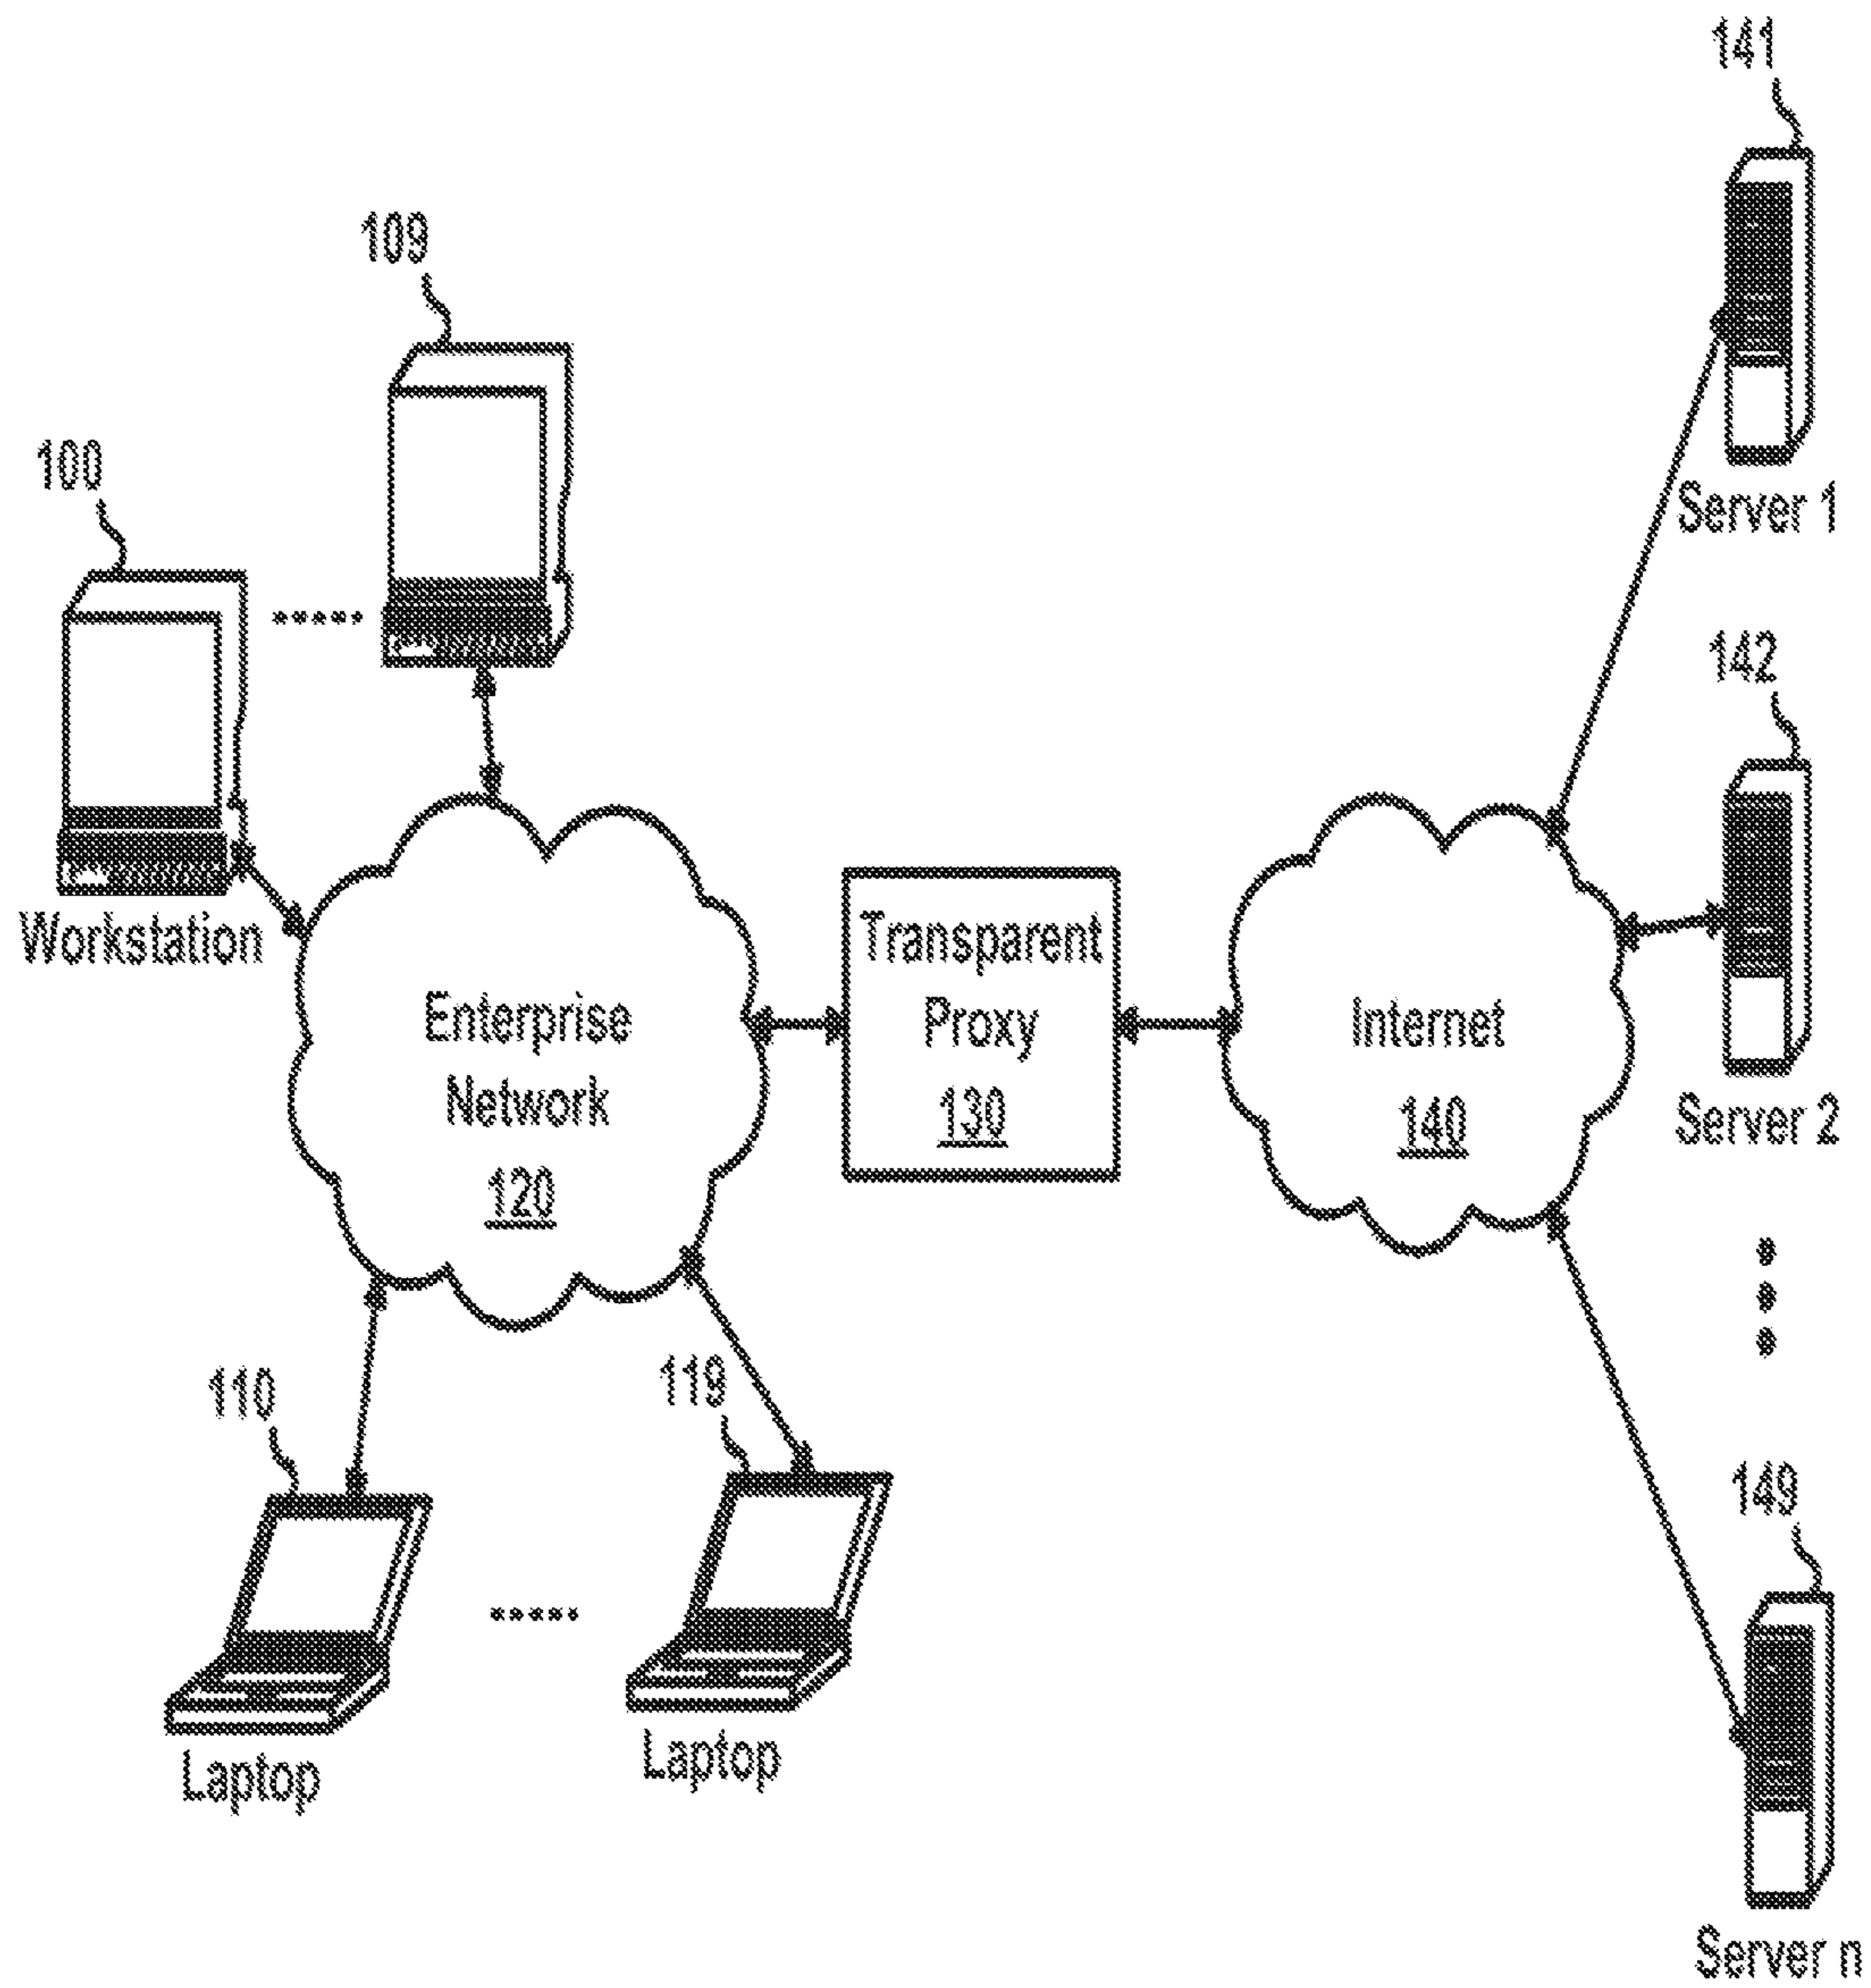 141
109
100
Server 1
142
Workstation
Transparent
Proxy
130
Enterprise
Network
120
Internet
140
Server 2
110
119
149
Laptop
Laptop
Server n